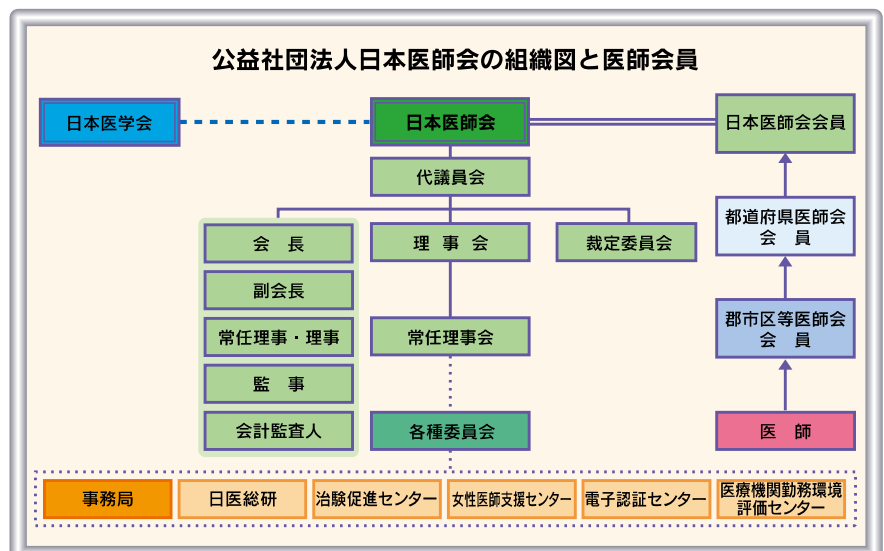 公益社団法人日本医師会の組織図と医師会員
日本医学会
日本医師会
日本医師会会員
代議員会
都道府県医師会
会　員
会　長
理 事 会
裁定委員会
副会長
郡市区等医師会
会　員
常任理事・理事
常任理事会
監　事
会計監査人
各種委員会
医　師
事務局
日医総研
治験促進センター
女性医師支援センター
電子認証センター
医療機関勤務環境
評価センター